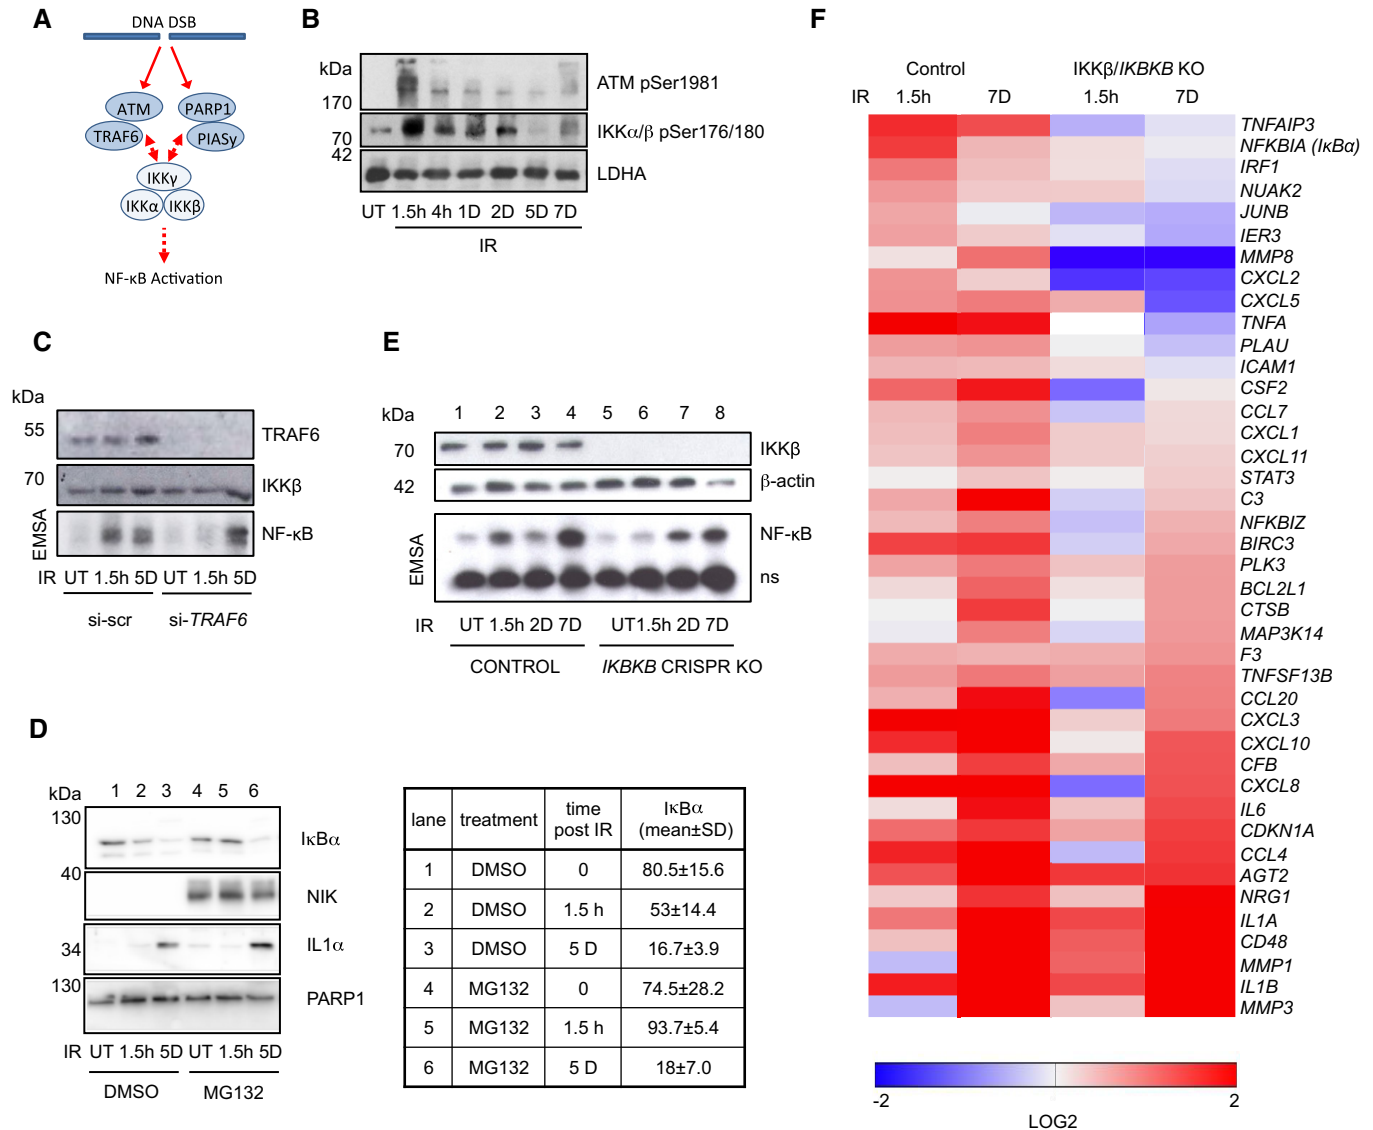 A
DNA DSB
ATM
PARP1
TRAF6
PIASγ
IKKγ
IKKα
IKKβ
NF-κB Activation
B
kDa
170
70
42
ATM pSer1981
IKKα/β pSer176/180
LDHA
UT 1.5h 4h 1D 2D 5D 7D
IR
C
kDa
55
70
EMSA
TRAF6
IKKβ
NF-κB
IR UT 1.5h 5D UT 1.5h 5D
si-scr
si-TRAF6
E
kDa 1 2 3 4 5 6 7 8
70
42
EMSA
IKKβ
β-actin
NF-κB
ns
IR UT 1.5h 2D 7D UT1.5h 2D 7D
CONTROL
IKBKB CRISPR KO
D
kDa 1 2 3 4 5 6
130
40
34
130
IκBα
NIK
IL1α
PARP1
IR UT 1.5h 5D UT 1.5h 5D
DMSO
MG132
lane treatment time post IR IκBα (mean±SD)
1 DMSO 0 80.5±15.6
2 DMSO 1.5 h 53±14.4
3 DMSO 5 D 16.7±3.9
4 MG132 0 74.5±28.2
5 MG132 1.5 h 93.7±5.4
6 MG132 5 D 18±7.0
F
Control
IKKβ/IKBKB KO
IR 1.5h 7D 1.5h 7D
TNFAIP3
NFKBIA (IκBα)
IRF1
NUAK2
JUNB
IER3
MMP8
CXCL2
CXCL5
TNFA
PLAU
ICAM1
CSF2
CCL7
CXCL1
CXCL11
STAT3
C3
NFKBIZ
BIRC3
PLK3
BCL2L1
CTSB
MAP3K14
F3
TNFSF13B
CCL20
CXCL3
CXCL10
CFB
CXCL8
IL6
CDKN1A
CCL4
AGT2
NRG1
IL1A
CD48
MMP1
IL1B
MMP3
-2 2
LOG2